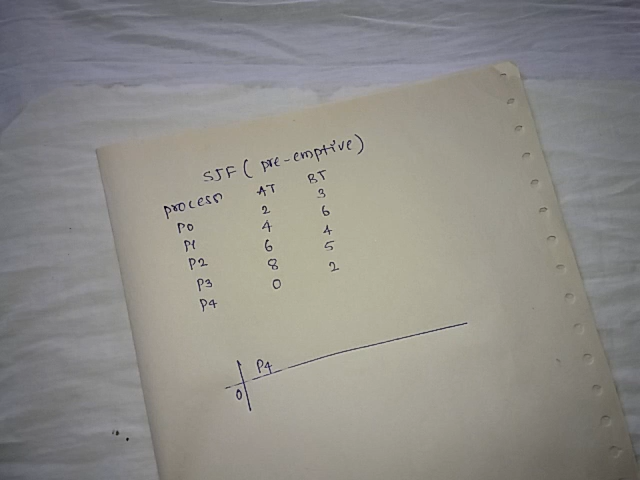 SJF ( pre-emptive)
process AT BT
P0 2 3
P1 4 6
P2 6 4
P3 8 5
P4 0 2
P4
0